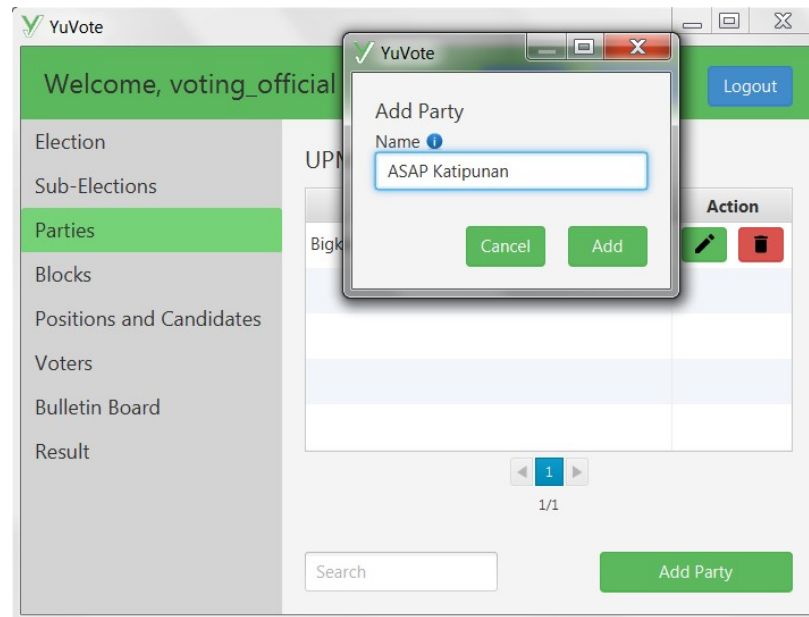 YuVote
Welcome, voting_official
Logout
Election
Sub-Elections
Parties
Blocks
Positions and Candidates
Voters
Bulletin Board
Result
YuVote
Add Party
Name
ASAP Katipunan
Cancel
Add
Action
1
1/1
Search
Add Party